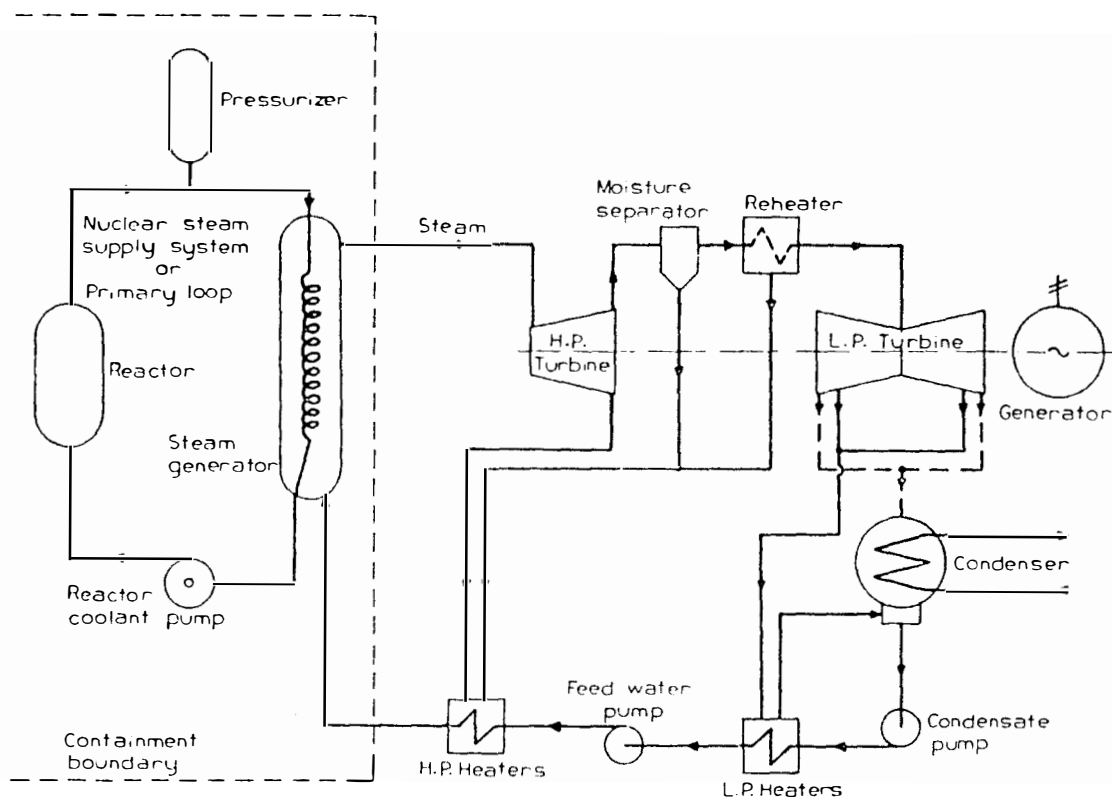 Pressurizer
Nuclear steam
supply system
or
Primary loop
Reactor
Steam
generator
Reactor
coolant pump
Containment
boundary
Steam
Moisture
separator
Reheater
H.P.
Turbine
L.P. Turbine
~
Generator
Condenser
Feed water
pump
Condensate
pump
H.P. Heaters
L.P. Heaters